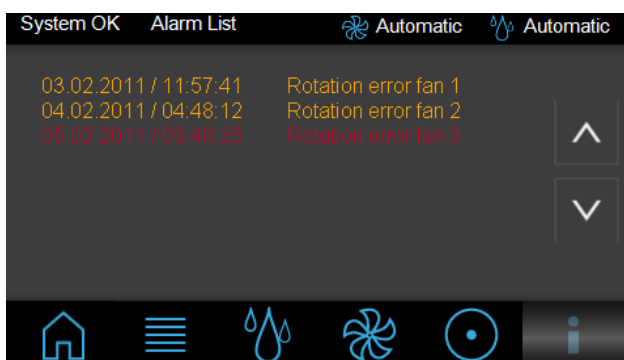 System OK Alarm List Automatic Automatic
03.02.2011 / 11:57:41 Rotation error fan 1
04.02.2011 / 04:48:12 Rotation error fan 2
05.02.2011 / 09:48:33 Rotation error fan 3